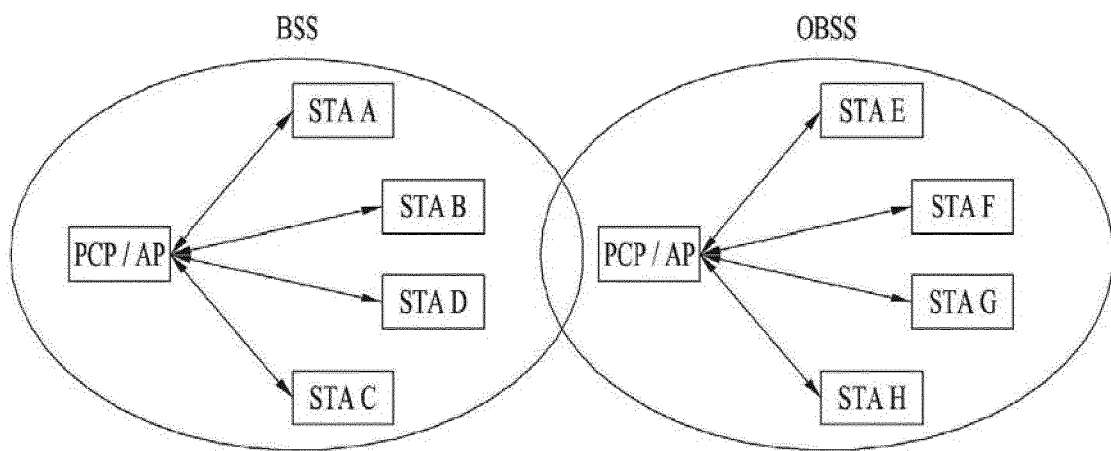 BSS
OBSS
STA A
STA B
PCP / AP
STA D
STA C
STA E
STA F
PCP / AP
STA G
STA H